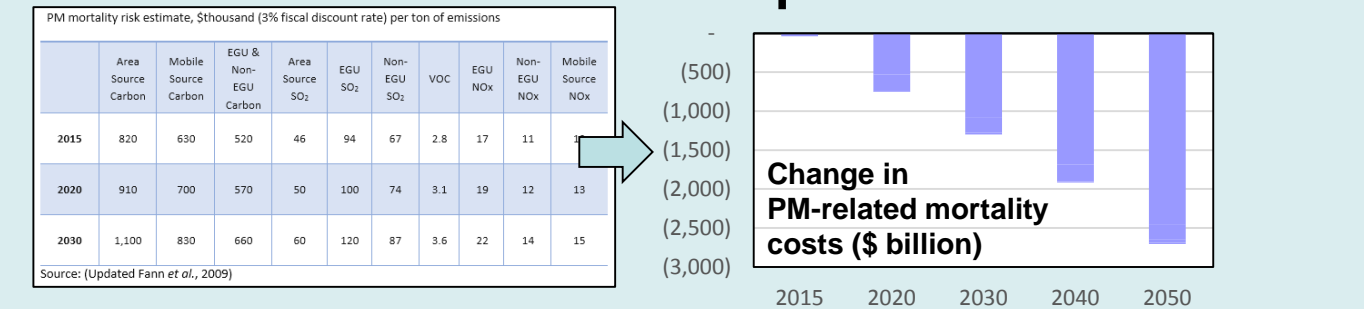 PM mortality risk estimate, $thousand (3% fiscal discount rate) per ton of emissions
Area Source Carbon Mobile Source Carbon EGU & Non-EGU Carbon Area Source SO₂ EGU SO₂ Non-EGU SO₂ VOC EGU NOx Non-EGU NOx Mobile Source NOx
2015 820 630 520 46 94 67 2.8 17 11
2020 910 700 570 50 100 74 3.1 19 12 13
2030 1,100 830 660 60 120 87 3.6 22 14 15
Source: (Updated Fann et al., 2009)
-
(500)
(1,000)
(1,500)
(2,000)
(2,500)
(3,000)
Change in
PM-related mortality
costs ($ billion)
2015 2020 2030 2040 2050